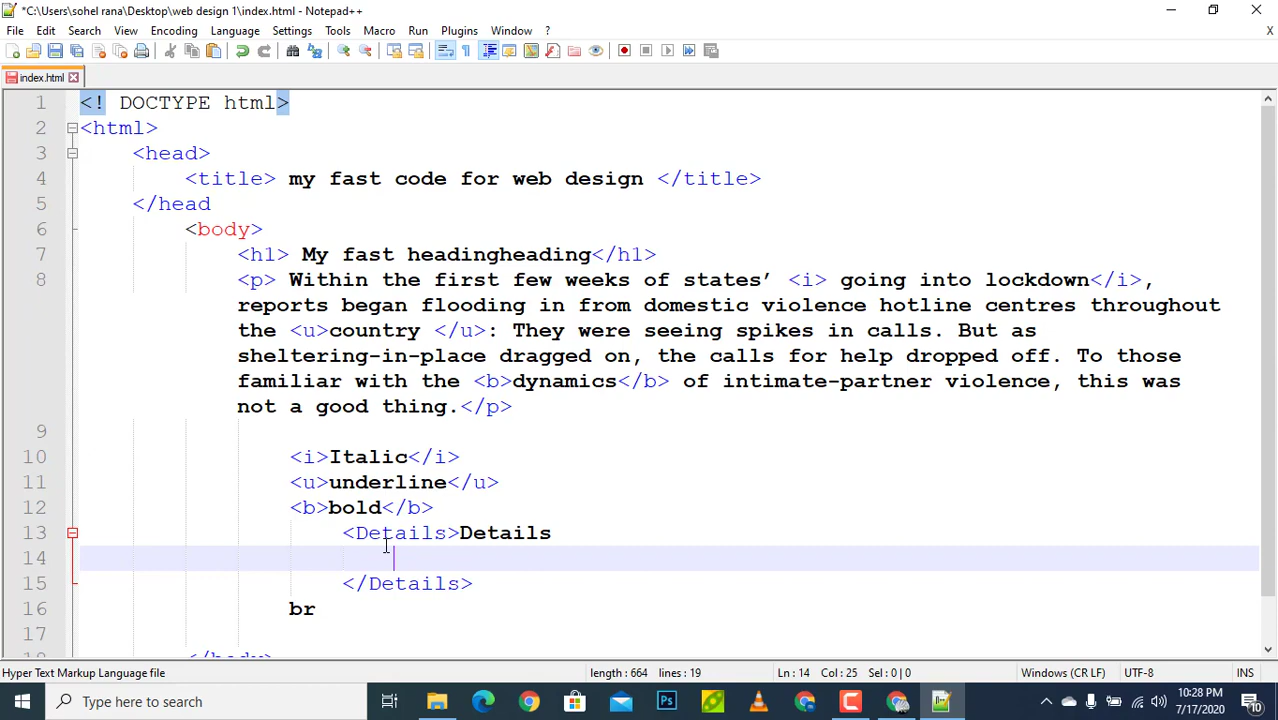 *C:\Users\sohel rana\Desktop\web design 1\index.html - Notepad++
File Edit Search View Encoding Language Settings Tools Macro Run Plugins Window ? X
index.html
1 <! DOCTYPE html>
2 <html>
3 <head>
4 <title> my fast code for web design </title>
5 </head
6 <body>
7 <h1> My fast headingheading</h1>
8 <p> Within the first few weeks of states’ <i> going into lockdown</i>,
reports began flooding in from domestic violence hotline centres throughout
the <u>country </u>: They were seeing spikes in calls. But as
sheltering-in-place dragged on, the calls for help dropped off. To those
familiar with the <b>dynamics</b> of intimate-partner violence, this was
not a good thing.</p>
9
10 <i>Italic</i>
11 <u>underline</u>
12 <b>bold</b>
13 <Details>Details
14
15 </Details>
16 br
17
18 </body>
Hyper Text Markup Language file length : 664 lines : 19 Ln : 14 Col : 25 Sel : 0 | 0 Windows (CR LF) UTF-8 INS
Type here to search Ps 10:28 PM
7/17/2020 10